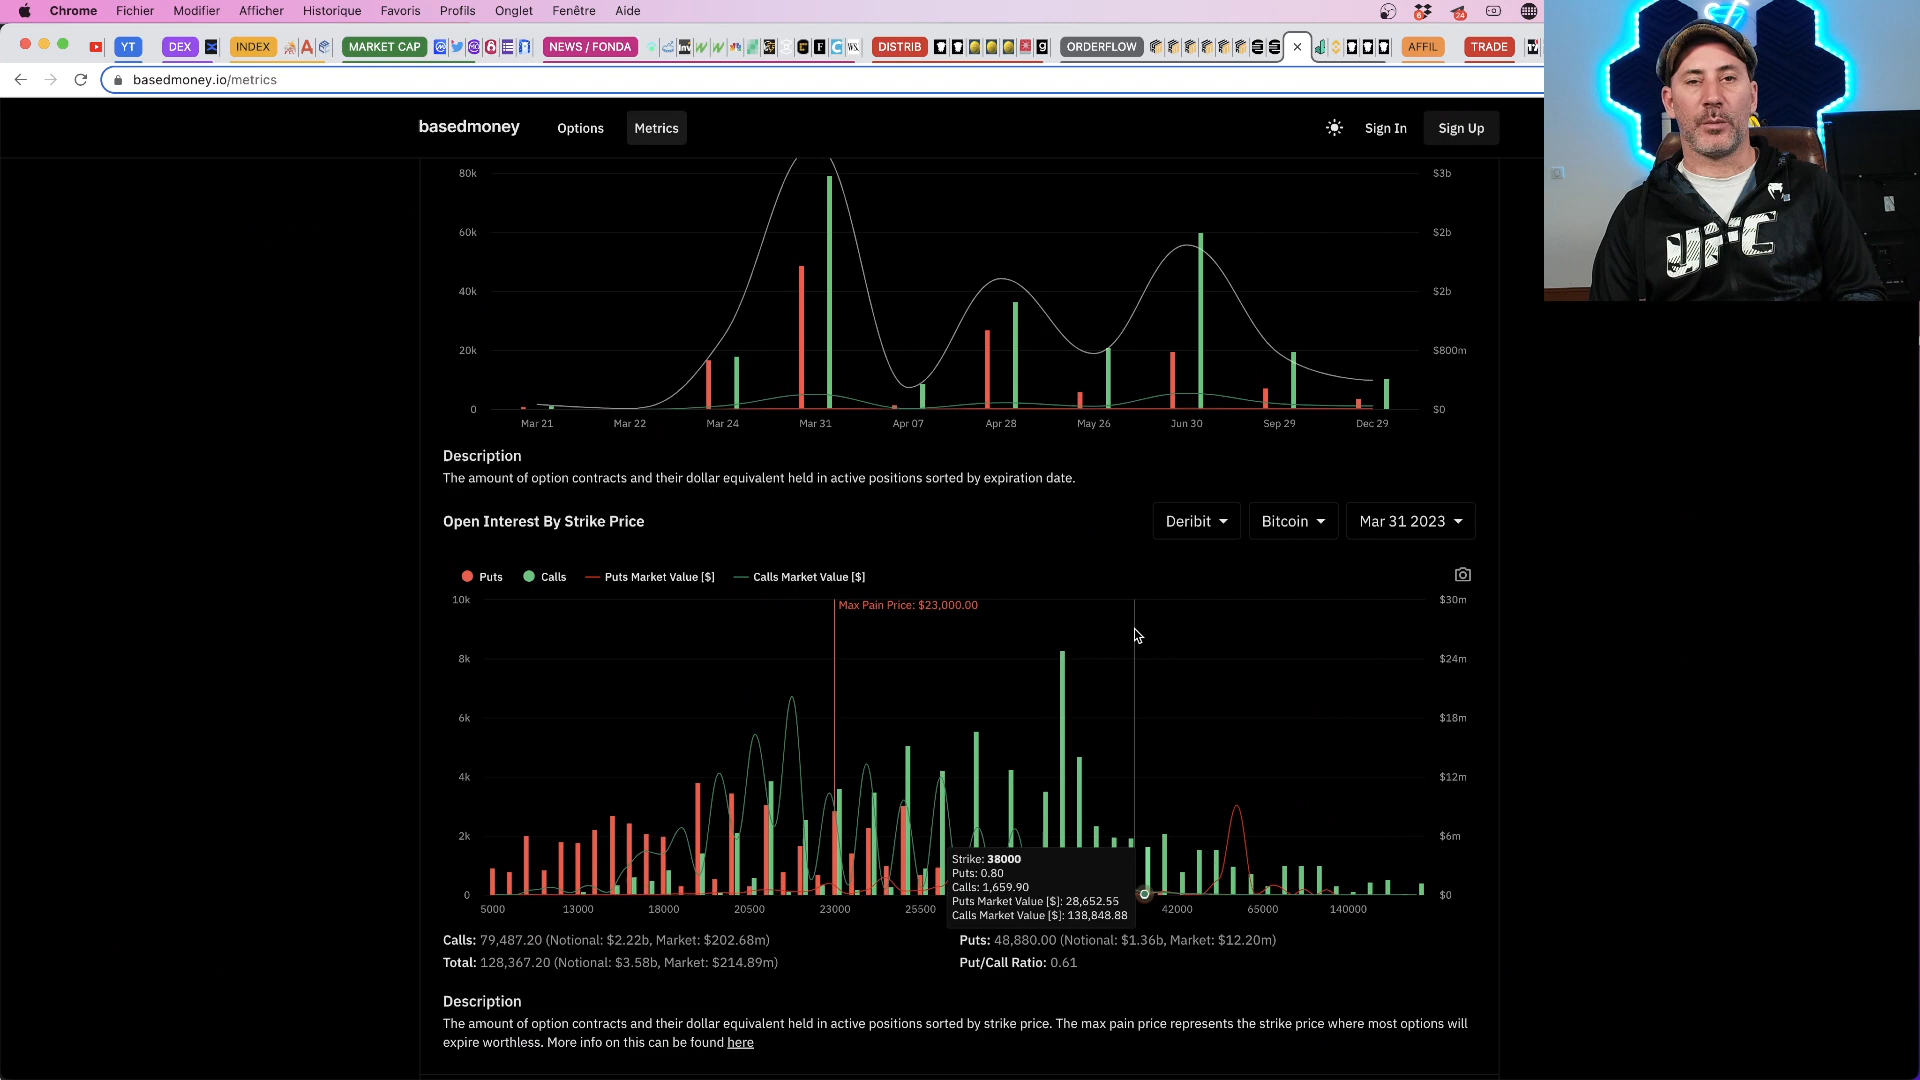 Chrome Fichier Modifier Afficher Historique Favoris Profils Onglet Fenêtre Aide
YT DEX INDEX MARKET CAP NEWS / FONDA DISTRIB ORDERFLOW AFFIL TRADE
basedmoney.io/metrics
basedmoney Options Metrics Sign In Sign Up
80k $3b
60k $2b
40k $2b
20k $800m
0 $0
Mar 21 Mar 22 Mar 24 Mar 31 Apr 07 Apr 28 May 26 Jun 30 Sep 29 Dec 29
Description
The amount of option contracts and their dollar equivalent held in active positions sorted by expiration date.
Open Interest By Strike Price Deribit Bitcoin Mar 31 2023
Puts Calls Puts Market Value [$] Calls Market Value [$]
10k Max Pain Price: $23,000.00 $30m
8k $24m
6k $18m
4k $12m
2k $6m
0 $0
Strike: 38000
Puts: 0.80
Calls: 1,659.90
Puts Market Value [$]: 28,652.55
Calls Market Value [$]: 138,848.88
5000 13000 18000 20500 23000 25500 42000 65000 140000
Calls: 79,487.20 (Notional: $2.22b, Market: $202.68m) Puts: 48,880.00 (Notional: $1.36b, Market: $12.20m)
Total: 128,367.20 (Notional: $3.58b, Market: $214.89m) Put/Call Ratio: 0.61
Description
The amount of option contracts and their dollar equivalent held in active positions sorted by strike price. The max pain price represents the strike price where most options will
expire worthless. More info on this can be found here
UFC